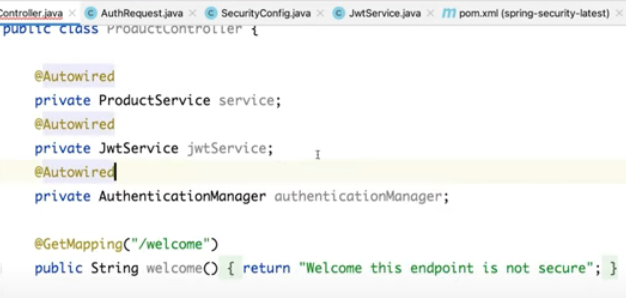 Controller.java × AuthRequest.java × SecurityConfig.java × JwtService.java × pom.xml (spring-security-latest) ×
public class ProductController {
@Autowired
private ProductService service;
@Autowired
private JwtService jwtService;
@Autowired
private AuthenticationManager authenticationManager;
@GetMapping("/welcome")
public String welcome() { return "Welcome this endpoint is not secure"; }